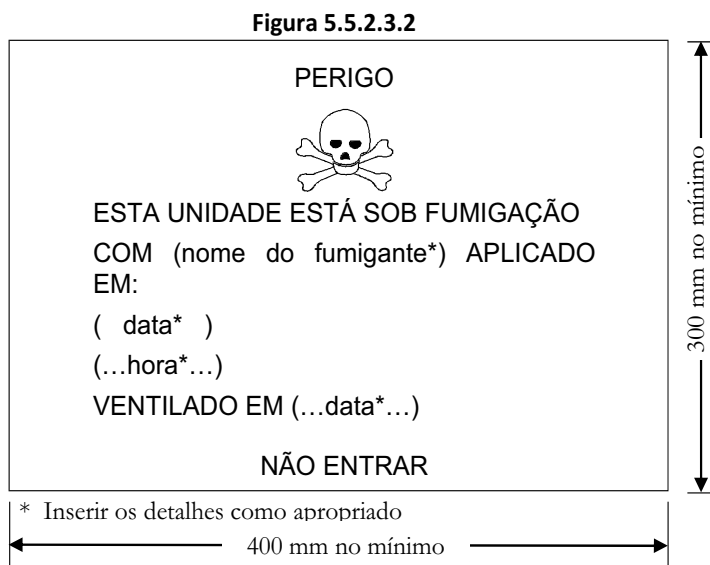 Figura 5.5.2.3.2
PERIGO
ESTA UNIDADE ESTÁ SOB FUMIGAÇÃO
COM (nome do fumigante*) APLICADO
EM:
( data* )
(…hora*…)
VENTILADO EM (…data*…)
NÃO ENTRAR
300 mm no mínimo
* Inserir os detalhes como apropriado
400 mm no mínimo